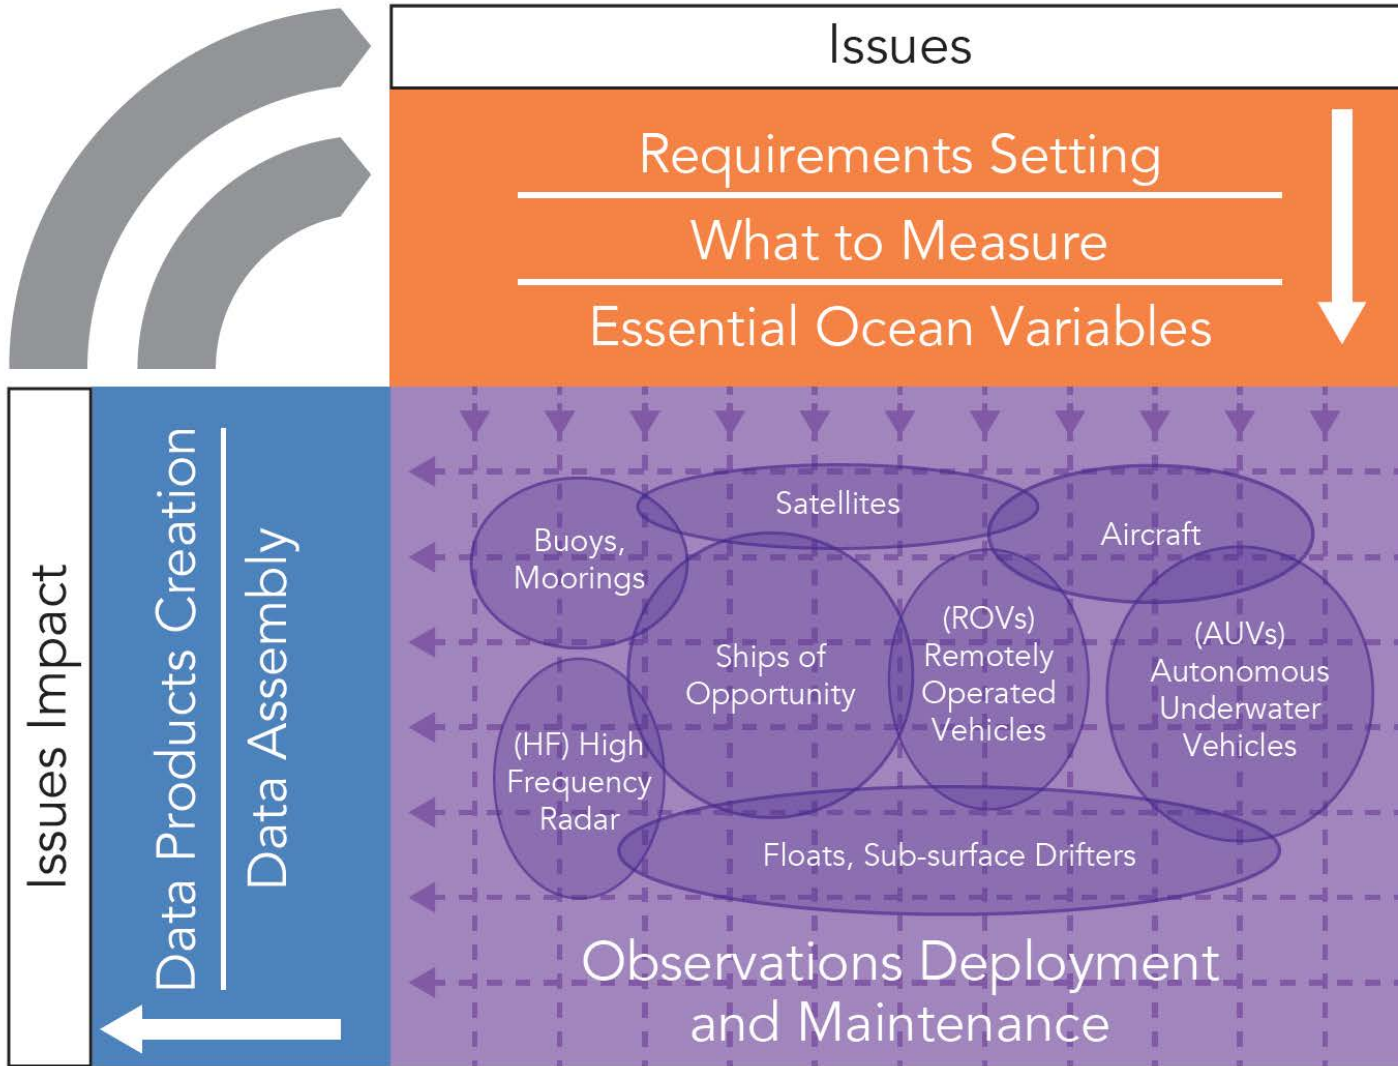 Issues
Requirements Setting
What to Measure
Essential Ocean Variables
Issues Impact
Data Products Creation
Data Assembly
Satellites
Aircraft
Buoys,
Moorings
Ships of
Opportunity
(ROVs)
Remotely
Operated
Vehicles
(AUVs)
Autonomous
Underwater
Vehicles
(HF) High
Frequency
Radar
Floats, Sub-surface Drifters
Observations Deployment
and Maintenance